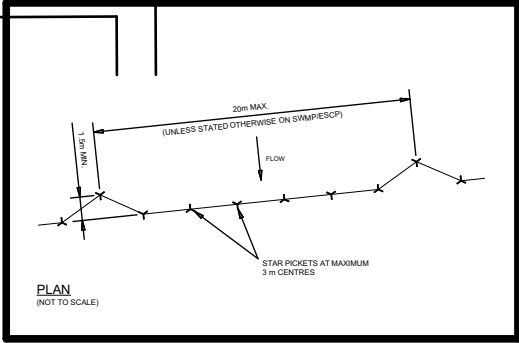 20m MAX.
(UNLESS STATED OTHERWISE ON SWMP/ESCP)
1.5m MIN.
FLOW
STAR PICKETS AT MAXIMUM
3 m CENTRES
PLAN
(NOT TO SCALE)